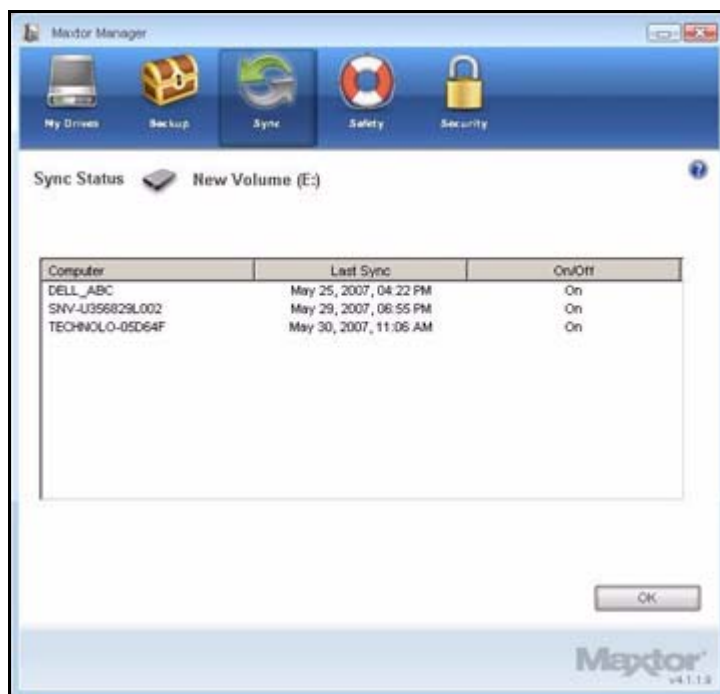 Maxtor Manager
My Drives Backup Sync Safety Security
Sync Status New Volume (E:)
Computer Last Sync On/Off
DELL_ABC May 25, 2007, 04:22 PM On
SNV-U356829L002 May 29, 2007, 06:55 PM On
TECHNOLO-05D64F May 30, 2007, 11:06 AM On
OK
Maxtor